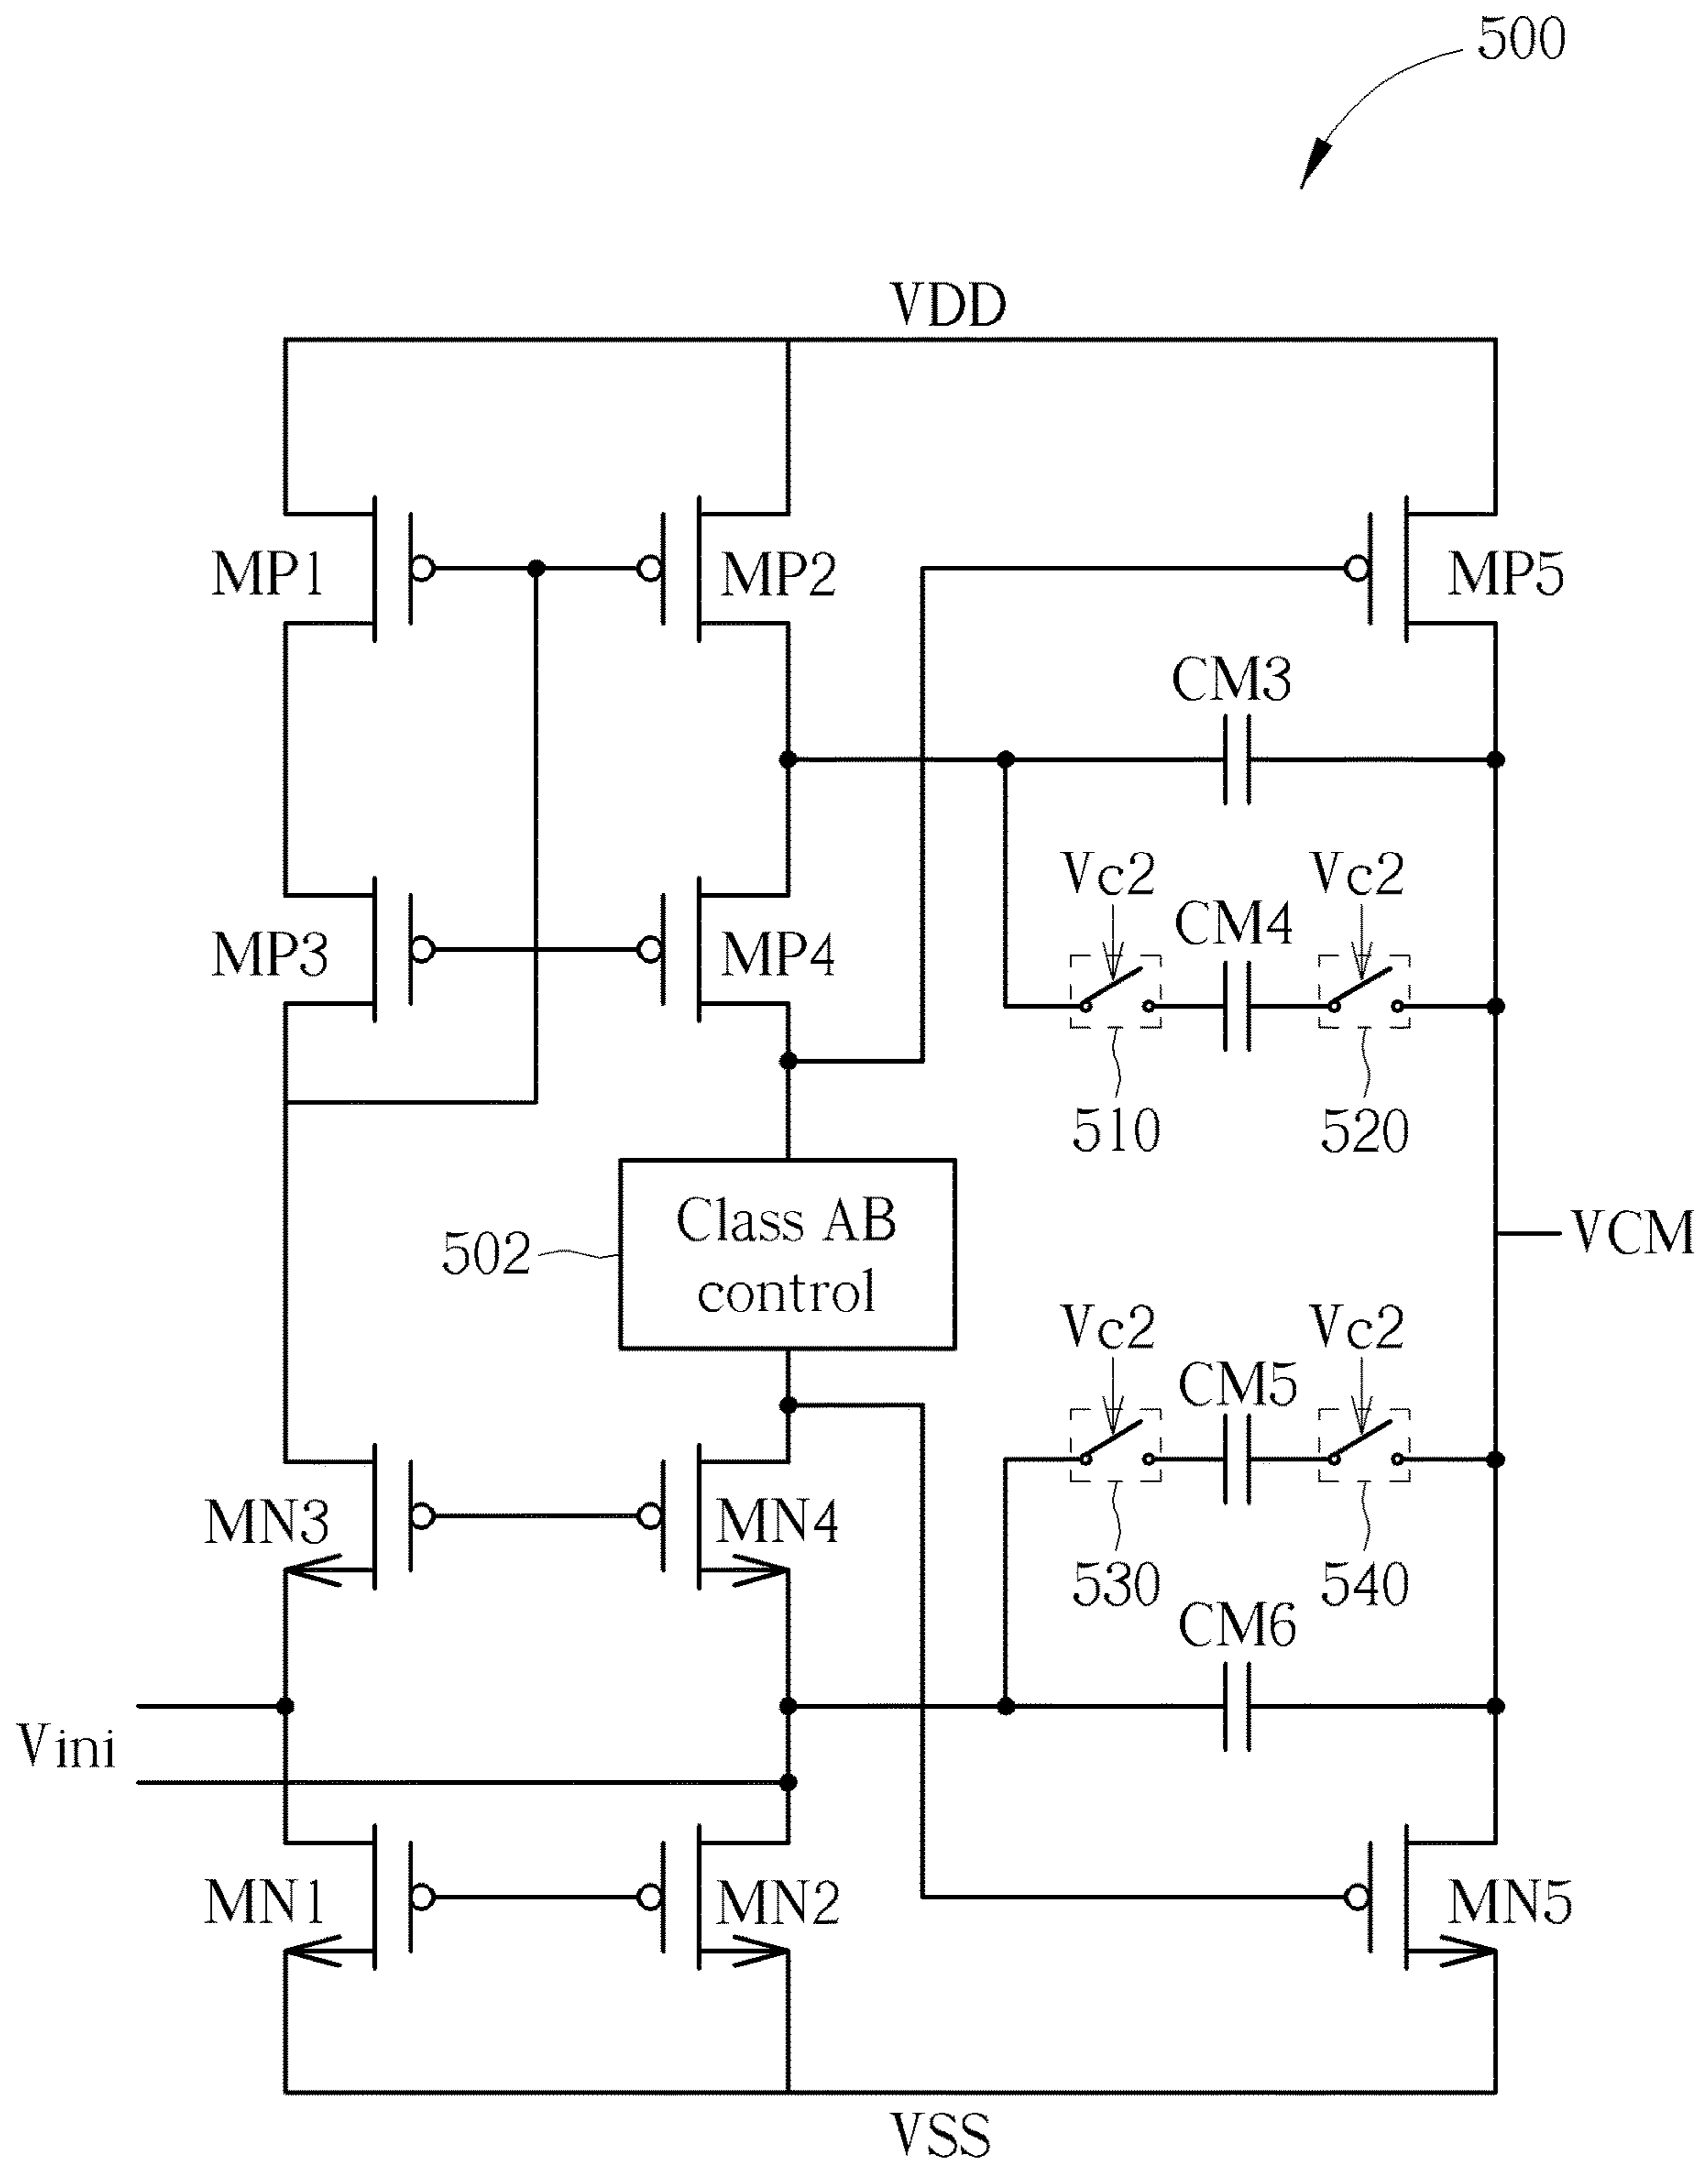 500
VDD
MP1
MP2
MP5
CM3
Vc2
Vc2
CM4
MP3
MP4
510
520
Class AB
control
502
VCM
Vc2
Vc2
CM5
MN3
MN4
530
540
CM6
Vini
MN1
MN2
MN5
VSS